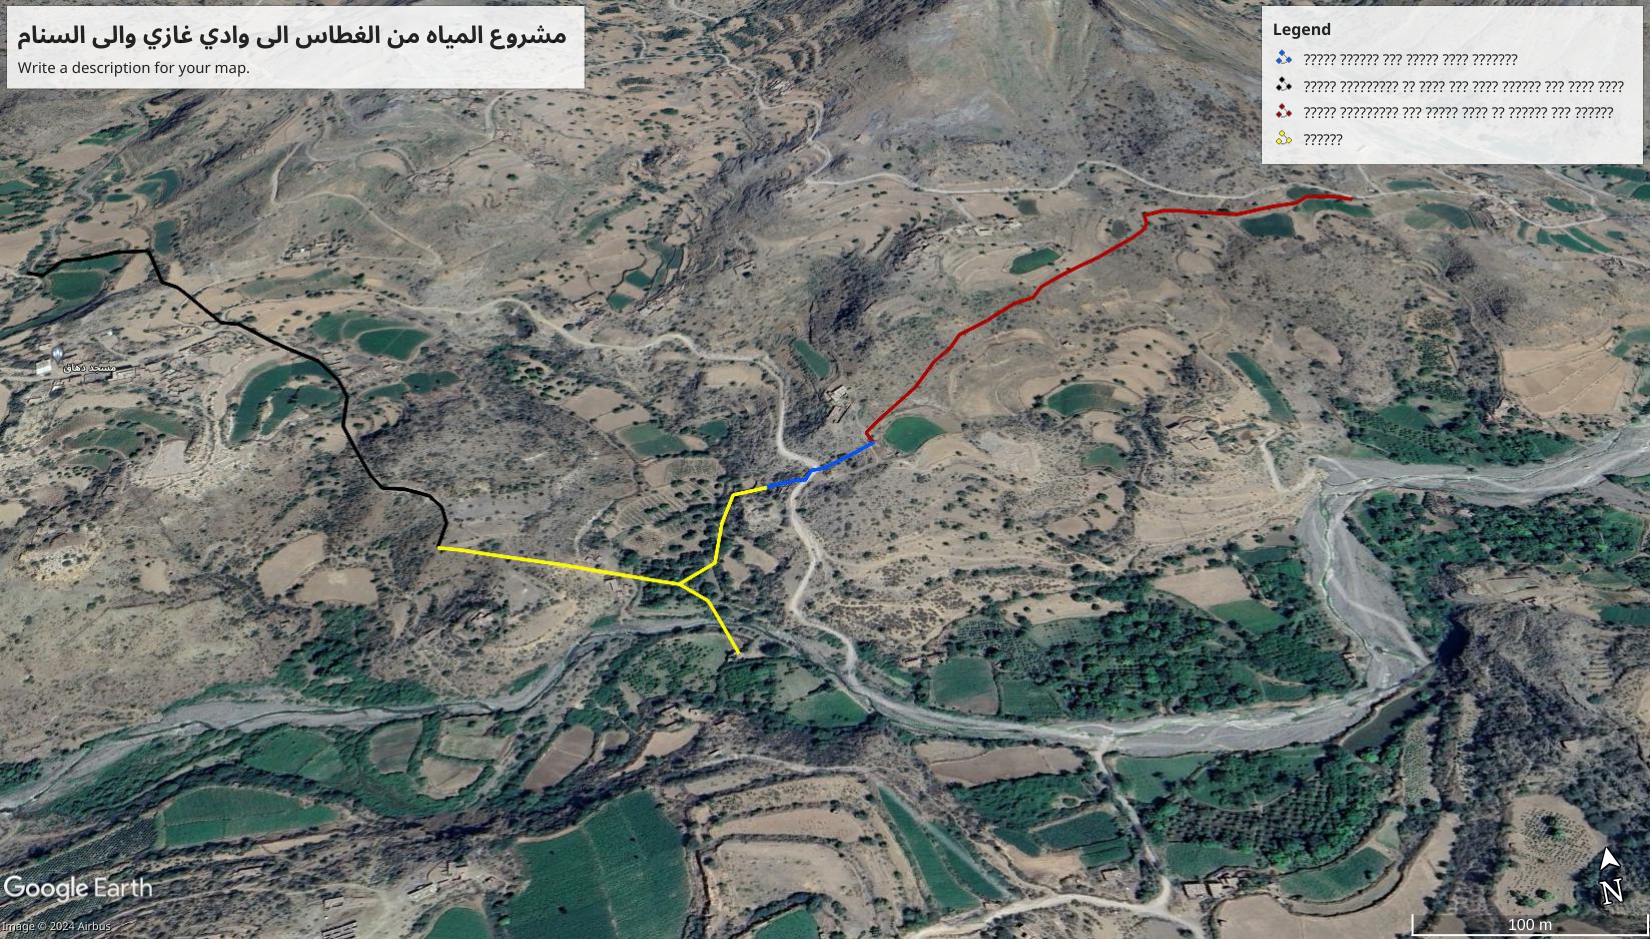 مشروع المياه من الغطاس الى وادي غازي والى السنام
Write a description for your map.
Legend
????? ?????? ??? ????? ???? ???????
????? ????????? ?? ???? ??? ???? ?????? ??? ???? ????
????? ????????? ??? ????? ???? ?? ?????? ??? ??????
??????
مسجد دهاق
Google Earth
Image © 2024 Airbus
N
100 m